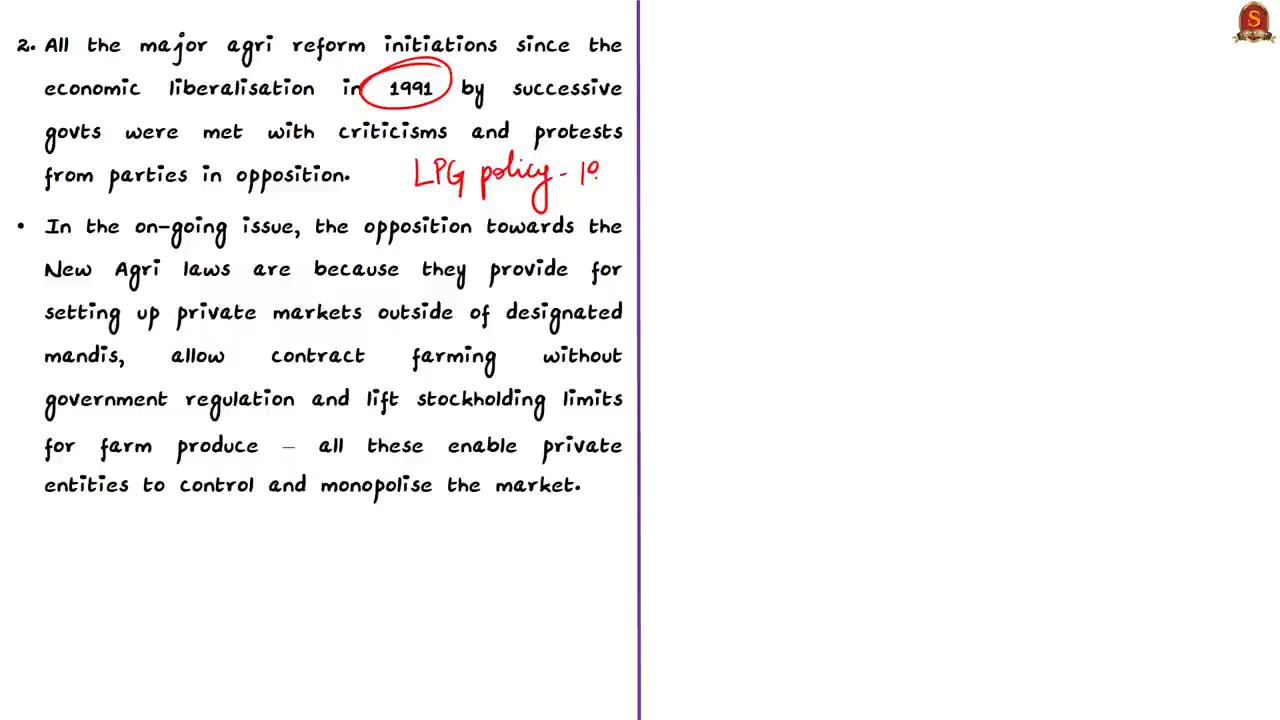 2. All the major agri reform initiations since the
economic liberalisation in 1991 by successive
govts were met with criticisms and protests
from parties in opposition.
LPG policy - 19
• In the on-going issue, the opposition towards the
New Agri laws are because they provide for
setting up private markets outside of designated
mandis, allow contract farming without
government regulation and lift stockholding limits
for farm produce – all these enable private
entities to control and monopolise the market.
S